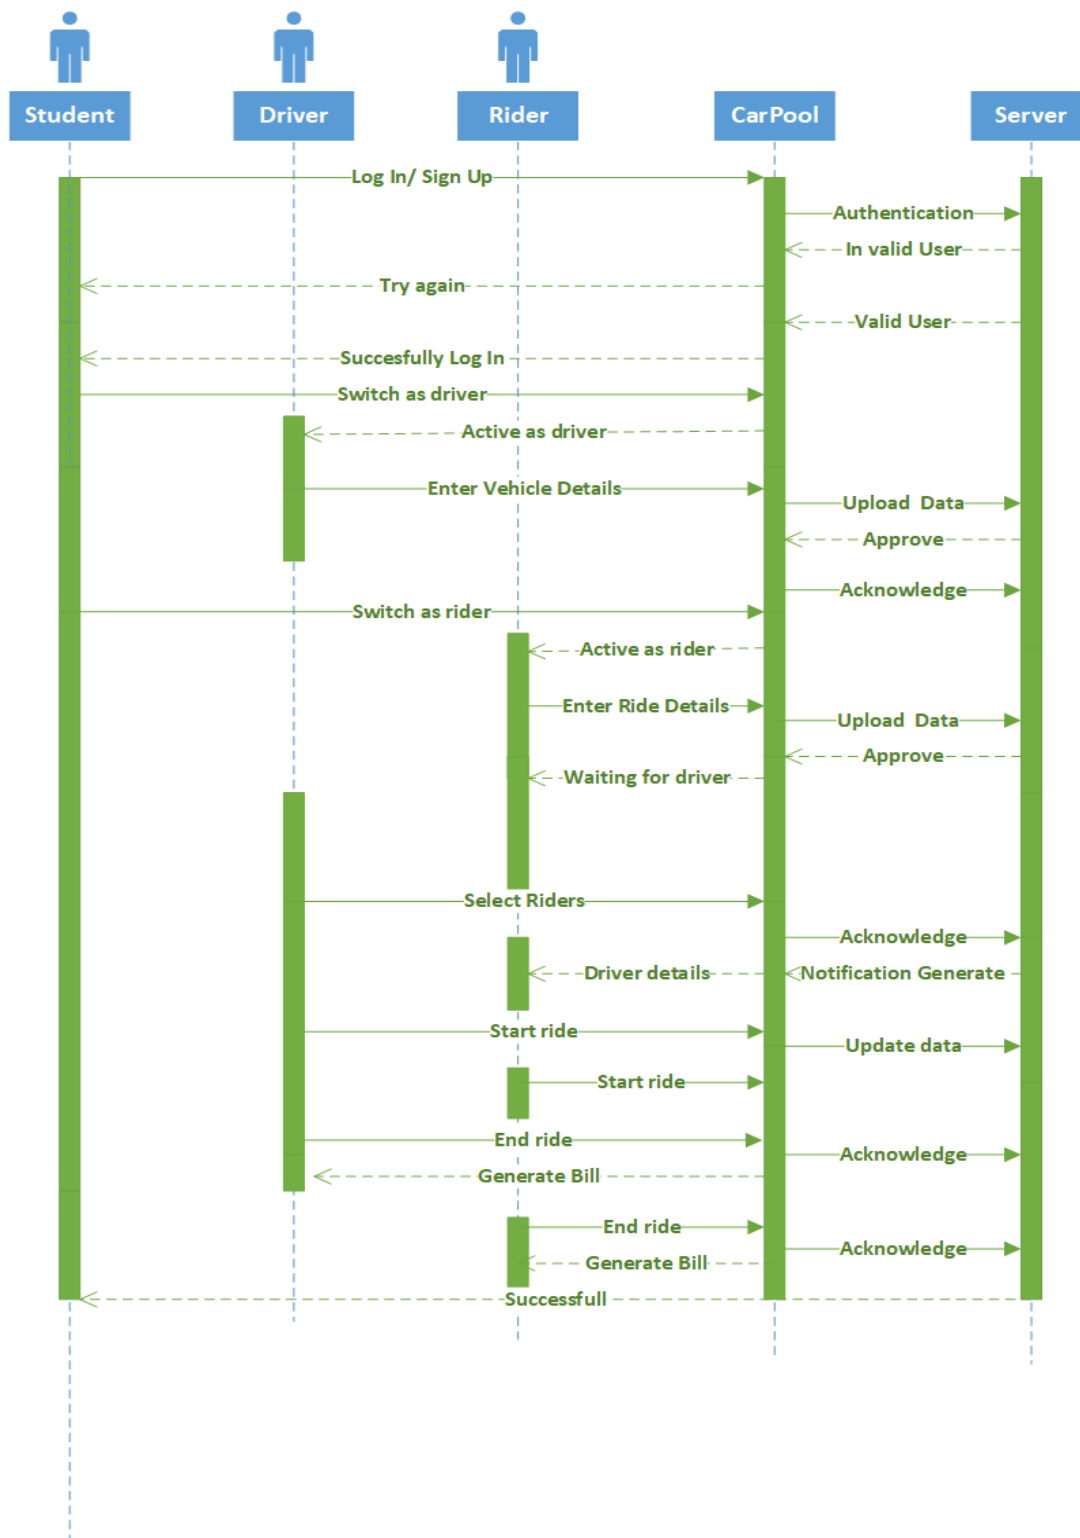 Student
Driver
Rider
CarPool
Server
Log In/ Sign Up
Authentication
In valid User
Try again
Valid User
Succesfully Log In
Switch as driver
Active as driver
Enter Vehicle Details
Upload  Data
Approve
Acknowledge
Switch as rider
Active as rider
Enter Ride Details
Upload  Data
Approve
Waiting for driver
Select Riders
Acknowledge
Driver details
Notification Generate
Start ride
Update data
Start ride
End ride
Acknowledge
Generate Bill
End ride
Acknowledge
Generate Bill
Successfull